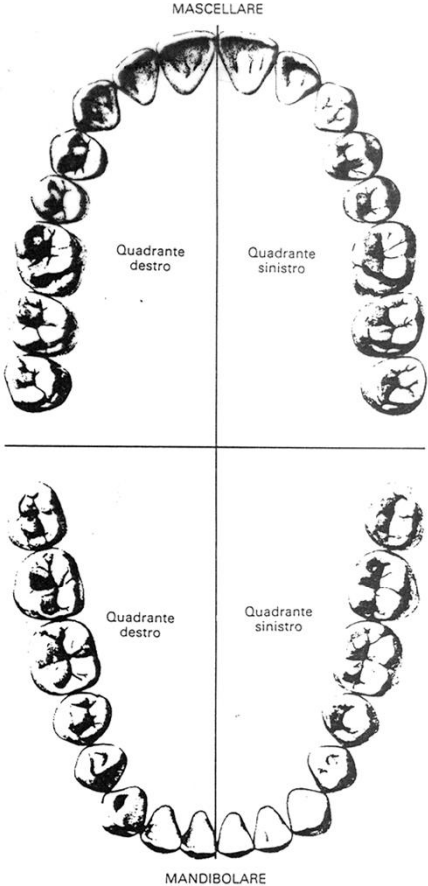 MASCELLARE
Quadrante
destro
Quadrante
sinistro
Quadrante
destro
Quadrante
sinistro
MANDIBOLARE